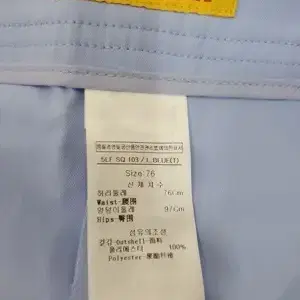 SLF SQ 103 / L.BLUE(T)
Size 76
신 체 치 수
허리둘레 76cm
Waist-腰围
엉덩이둘레 97cm
Hips-臀围
섬유의조성
겉감-Outshell-面料
폴리에스터 100%
Polyester-聚酯纤维